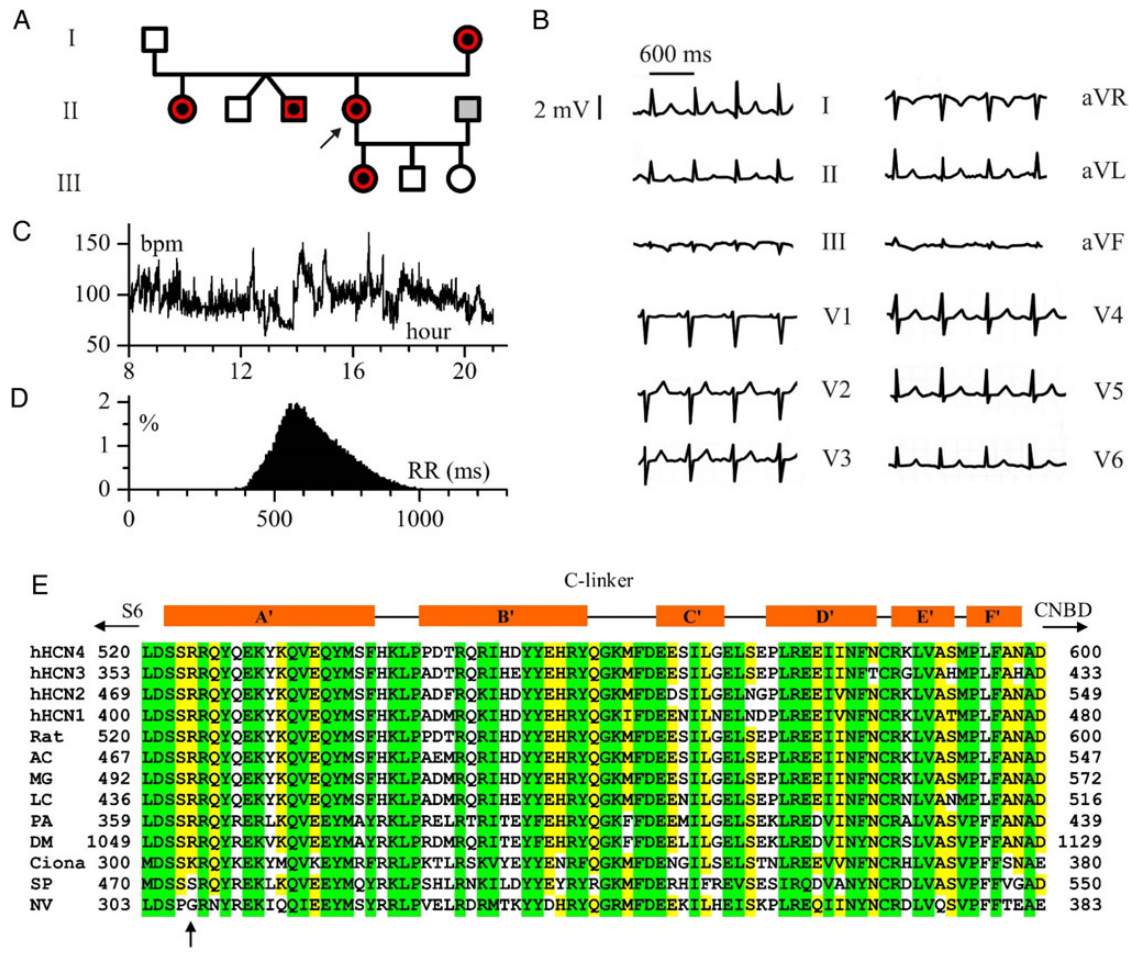 A
I
II
III
B
600 ms
2 mV
I
aVR
II
aVL
III
aVF
V1
V4
V2
V5
V3
V6
C
150
100
50
bpm
hour
8
12
16
20
D
2
1
0
%
RR (ms)
0
500
1000
E
C-linker
S6
A'
B'
C'
D'
E'
F'
CNBD
hHCN4 520 LDSSRRQYQEKYKQVEQYMSFHKLPPDTRQRIHDYYEHRYQGKMFDEESILGELSEPLREEIINFNCRKLVASMPLFANAD 600
hHCN3 353 LDSSRRQYQEKYKQVEQYMSFHKLPADTRQRIHEYYEHRYQGKMFDEESILGELSEPLREEIINFTCRGLVAHMPLFAHAD 433
hHCN2 469 LDSSRRQYQEKYKQVEQYMSFHKLPADFRQKIHDYYEHRYQGKMFDEDSILGELNGPLREEIVNFNCRKLVASMPLFANAD 549
hHCN1 400 LDSSRRQYQEKYKQVEQYMSFHKLPADMRQKIHDYYEHRYQGKIFDEENILNELNDPLREEIVNFNCRKLVATMPLFANAD 480
Rat 520 LDSSRRQYQEKYKQVEQYMSFHKLPPDTRQRIHDYYEHRYQGKMFDEESILGELSEPLREEIINFNCRKLVASMPLFANAD 600
AC 467 LDSSRRQYQEKYKQVEQYMSFHKLPAEMRQRIHDYYEHRYQGKMFDEESILGELSEPLREEIINFNCRKLVASMPLFANAD 547
MG 492 LDSSRRQYQEKYKQVEQYMSFHKLPADMRQRIHDYYEHRYQGKMFDEESILGELSEPLREEIINFNCRKLVASMPLFANAD 572
LC 436 LDSSRRQYQEKYKQVEQYMSFHKLPADMRQRIHEYYEHRYQGKMFDEENILGELSEPLREEIINFNCRNLVANMPLFANAD 516
PA 359 LDSSRRQYRERLKQVEEYMAYRKLPRELRTRITEYFEHRYQGKFFDEEMILGELSEKLREDVINYNCRSLVASVPFFANAD 439
DM 1049 LDSSRRQYREKVKQVEEYMAYRKLPRDMRQRITEYFEHRYQGKFFDEELILGELSEKLREDVINYNCRSLVASVPFFANAD 1129
Ciona 300 MDSSKRQYKEKYMQVKEYMRFRRLPKTLRSKVYEYYENRFQGKMFDENGILSELSTNLREEVVNFNCRHLVASVPFFSNAE 380
SP 470 MDSSSRQYREKLKQVEEYMQYRKLPSHLRNKILDYYEYRYRGKMFDERHIFREVSESIRQDVANYNCRDLVASVPFFVGAD 550
NV 303 LDSPGRNYREKIQQIEEYMSYRRLPVELRDRMTKYYDHRYQGRMFDEEKILHEISKPLREQIINYNCRDLVQSVPFFTEAE 383